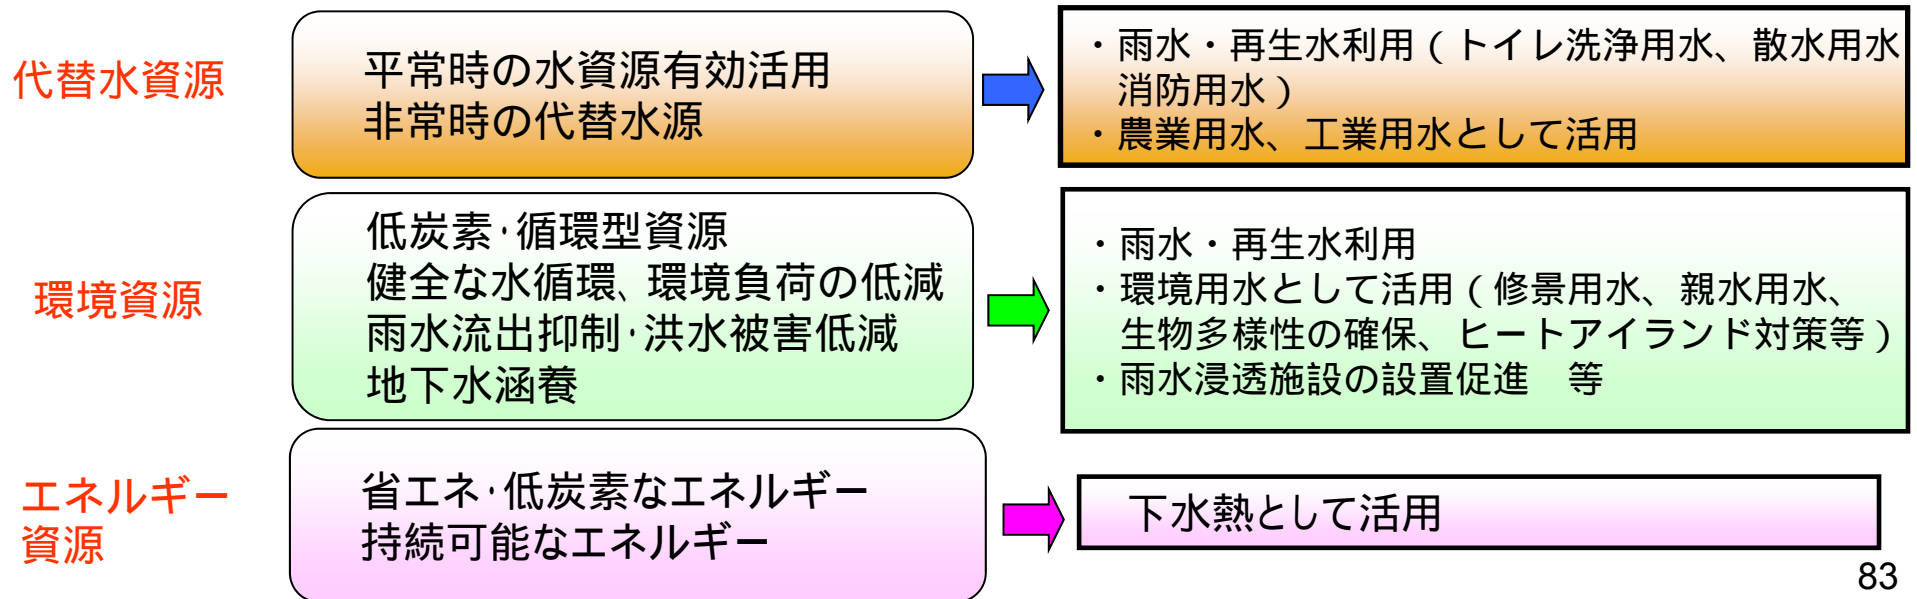 代替水資源
平常時の水資源有効活用
非常時の代替水源
・雨水・再生水利用（トイレ洗浄用水、散水用水
消防用水）
・農業用水、工業用水として活用
環境資源
低炭素・循環型資源
健全な水循環、環境負荷の低減
雨水流出抑制・洪水被害低減
地下水涵養
・雨水・再生水利用
・環境用水として活用（修景用水、親水用水、
生物多様性の確保、ヒートアイランド対策等）
・雨水浸透施設の設置促進　等
エネルギー
資源
省エネ・低炭素なエネルギー
持続可能なエネルギー
下水熱として活用
83